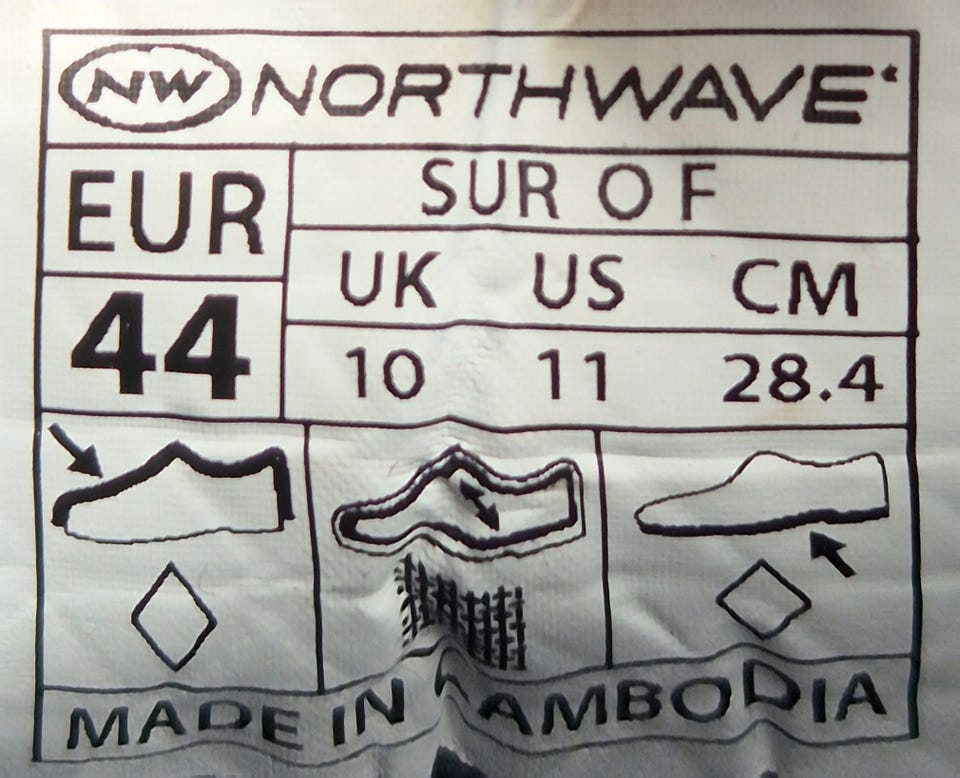 NW NORTHWAVE
EUR
44
SUR OF
UK US CM
10 11 28.4
MADE IN CAMBODIA